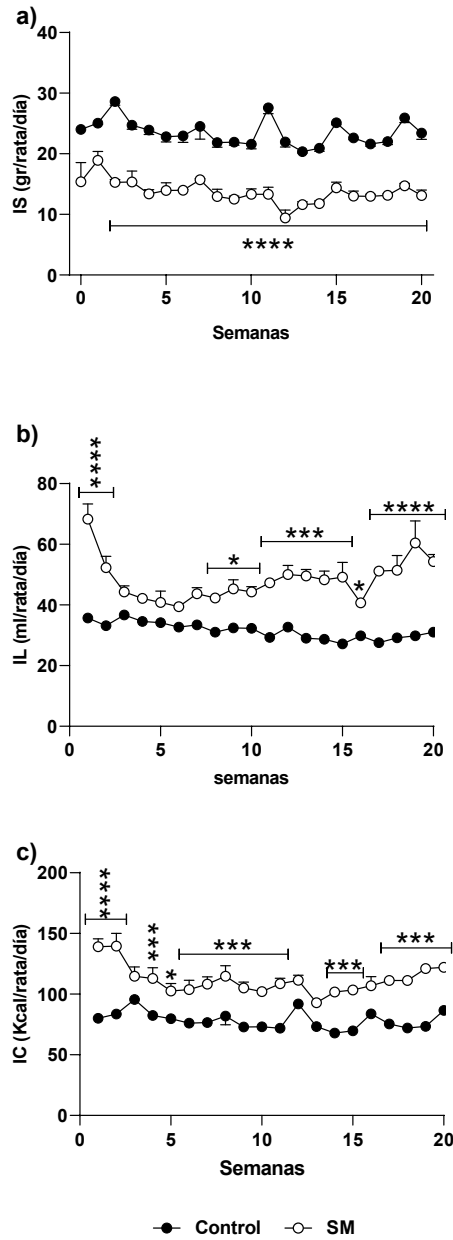 a)
IS (gr/rata/día)
40
30
20
10
0
****
0 5 10 15 20
Semanas
b)
IL (ml/rata/día)
80
60
40
20
0
****
*
***
*
****
0 5 10 15 20
semanas
c)
IC (Kcal/rata/día)
200
150
100
50
0
****
***
*
***
***
***
0 5 10 15 20
Semanas
Control SM